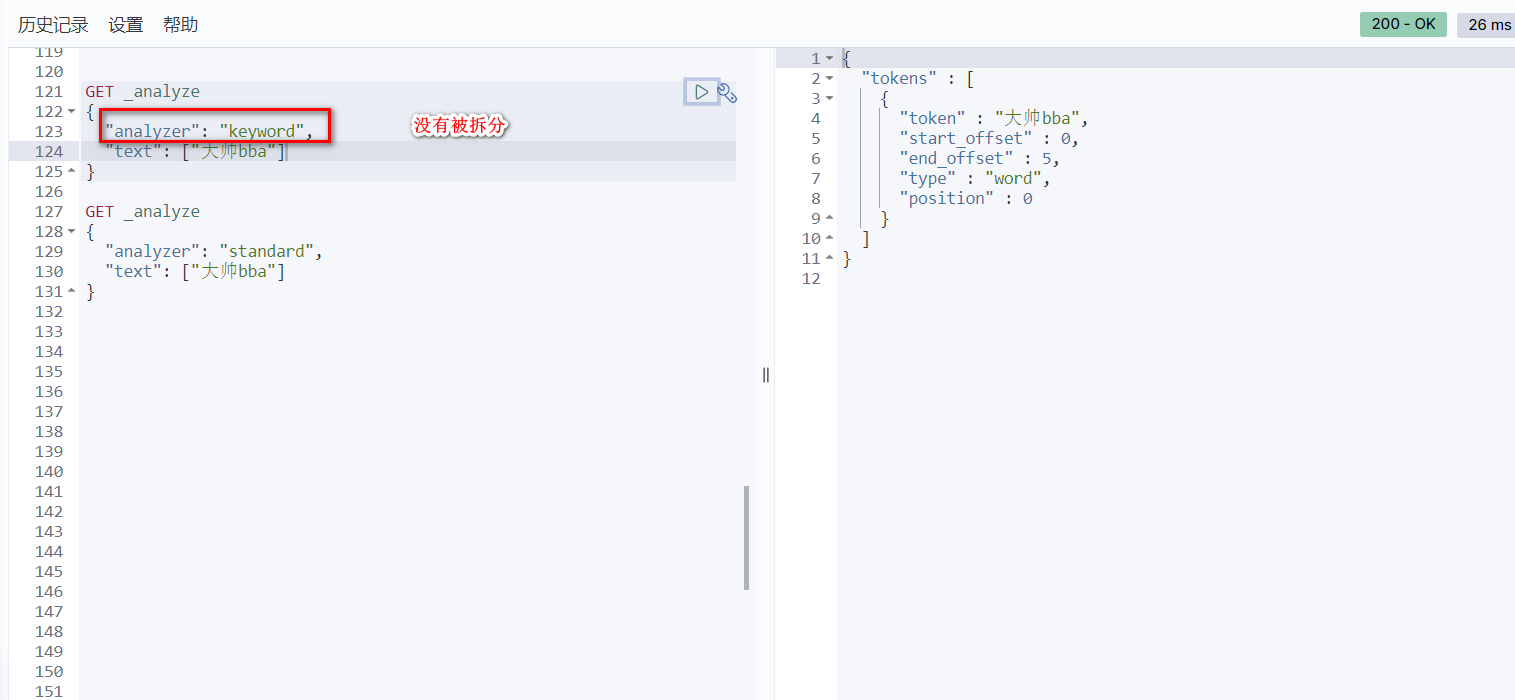 历史记录 设置 帮助
200 - OK 26 ms
119
120
121 GET _analyze
122 {
123 "analyzer": "keyword",
没有被拆分
124 "text": ["大帅bba"]
125 }
126
127 GET _analyze
128 {
129 "analyzer": "standard",
130 "text": ["大帅bba"]
131 }
132
133
134
135
136
137
138
139
140
141
142
143
144
145
146
147
148
149
150
151
1 {
2 "tokens" : [
3 {
4 "token" : "大帅bba",
5 "start_offset" : 0,
6 "end_offset" : 5,
7 "type" : "word",
8 "position" : 0
9 }
10 ]
11 }
12